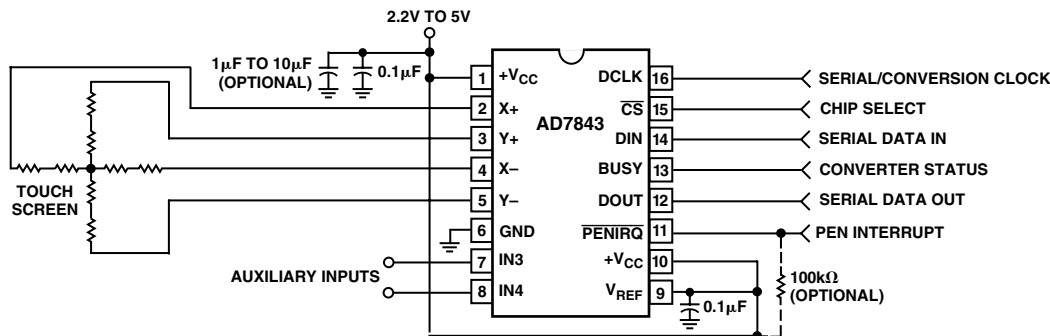 2.2V TO 5V
1µF TO 10µF
(OPTIONAL)
0.1µF
1
+VCC
2
X+
3
Y+
4
X–
5
Y–
6
GND
7
IN3
8
IN4
AD7843
DCLK
16
SERIAL/CONVERSION CLOCK
CS
15
CHIP SELECT
DIN
14
SERIAL DATA IN
BUSY
13
CONVERTER STATUS
DOUT
12
SERIAL DATA OUT
PENIRQ
11
PEN INTERRUPT
+VCC
10
VREF
9
0.1µF
100kΩ
(OPTIONAL)
TOUCH
SCREEN
AUXILIARY INPUTS